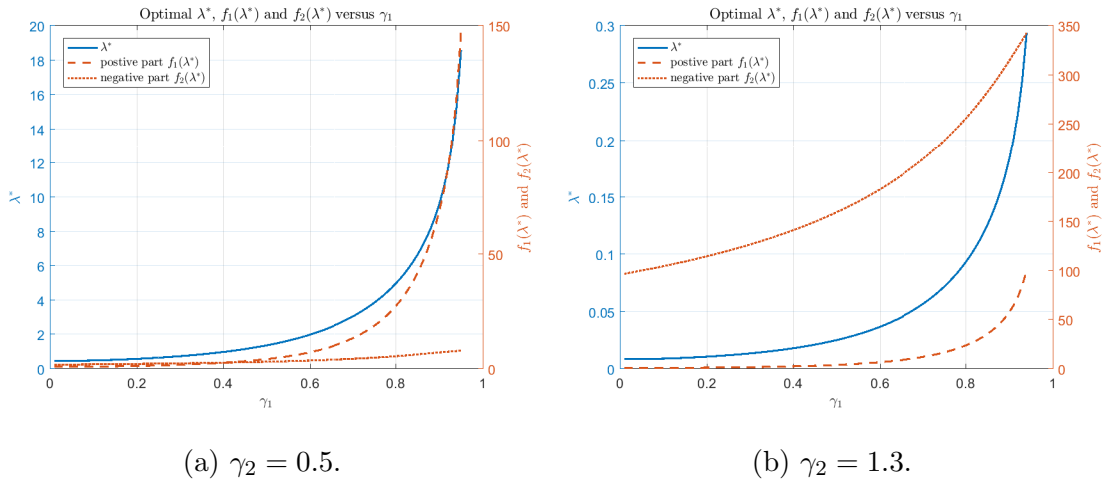 Optimal λ*, f₁(λ*) and f₂(λ*) versus γ₁
λ*
postive part f₁(λ*)
negative part f₂(λ*)
20
18
16
14
12
10
8
6
4
2
0
λ*
150
100
50
0
f₁(λ*) and f₂(λ*)
0 0.2 0.4 0.6 0.8 1
γ₁
(a) γ₂ = 0.5.
Optimal λ*, f₁(λ*) and f₂(λ*) versus γ₁
λ*
postive part f₁(λ*)
negative part f₂(λ*)
0.3
0.25
0.2
0.15
0.1
0.05
0
λ*
350
300
250
200
150
100
50
0
f₁(λ*) and f₂(λ*)
0.2 0.4 0.6 0.8 1
γ₁
(b) γ₂ = 1.3.